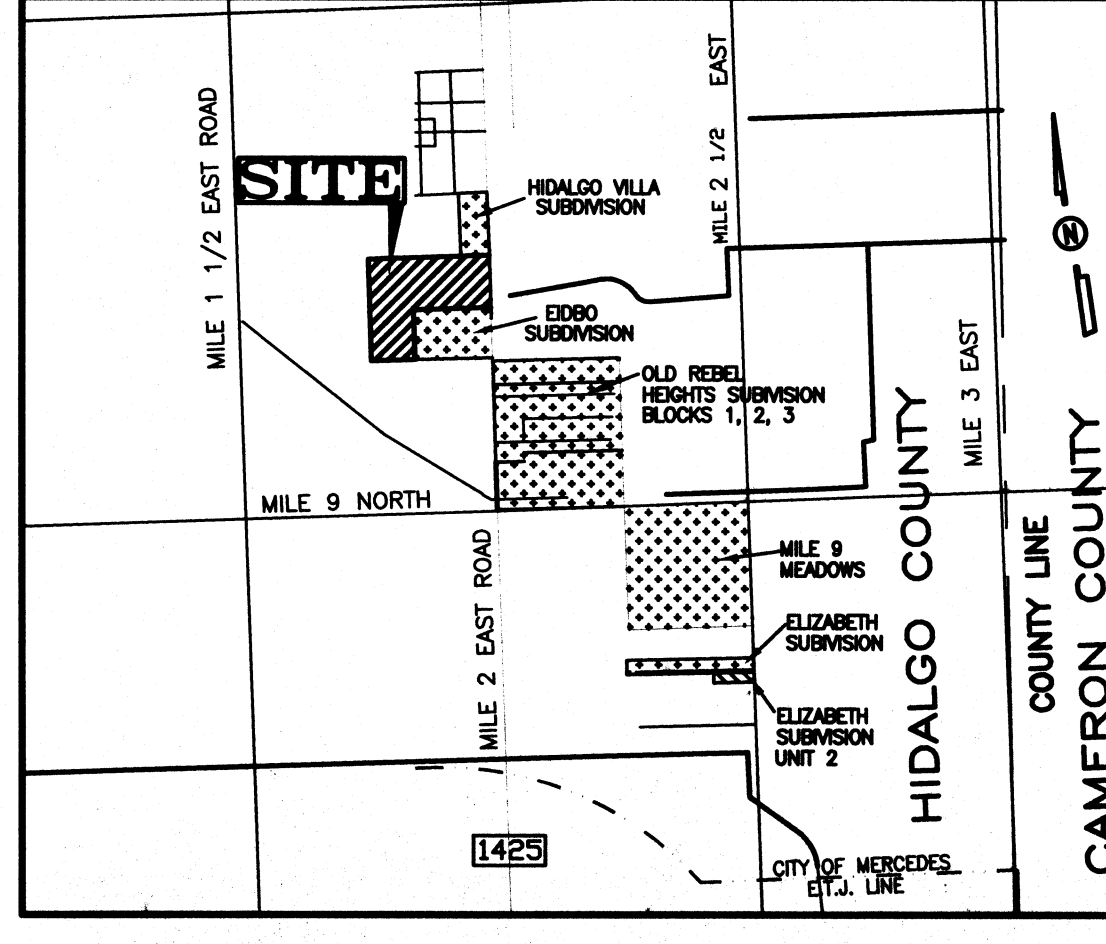 MILE 2 1/2 EAST
MILE 1 1/2 EAST ROAD
SITE
HIDALGO VILLA
SUBDIVISION
N
EIDBO
SUBDIVISION
OLD REBEL
HEIGHTS SUBIVISION
BLOCKS 1, 2, 3
MILE 3 EAST
MILE 9 NORTH
HIDALGO COUNTY
COUNTY LINE
CAMERON COUNTY
MILE 2 EAST ROAD
MILE 9
MEADOWS
ELIZABETH
SUBIVISION
ELIZABETH
SUBIVISION
UNIT 2
1425
CITY OF MERCEDES
E.T.J. LINE